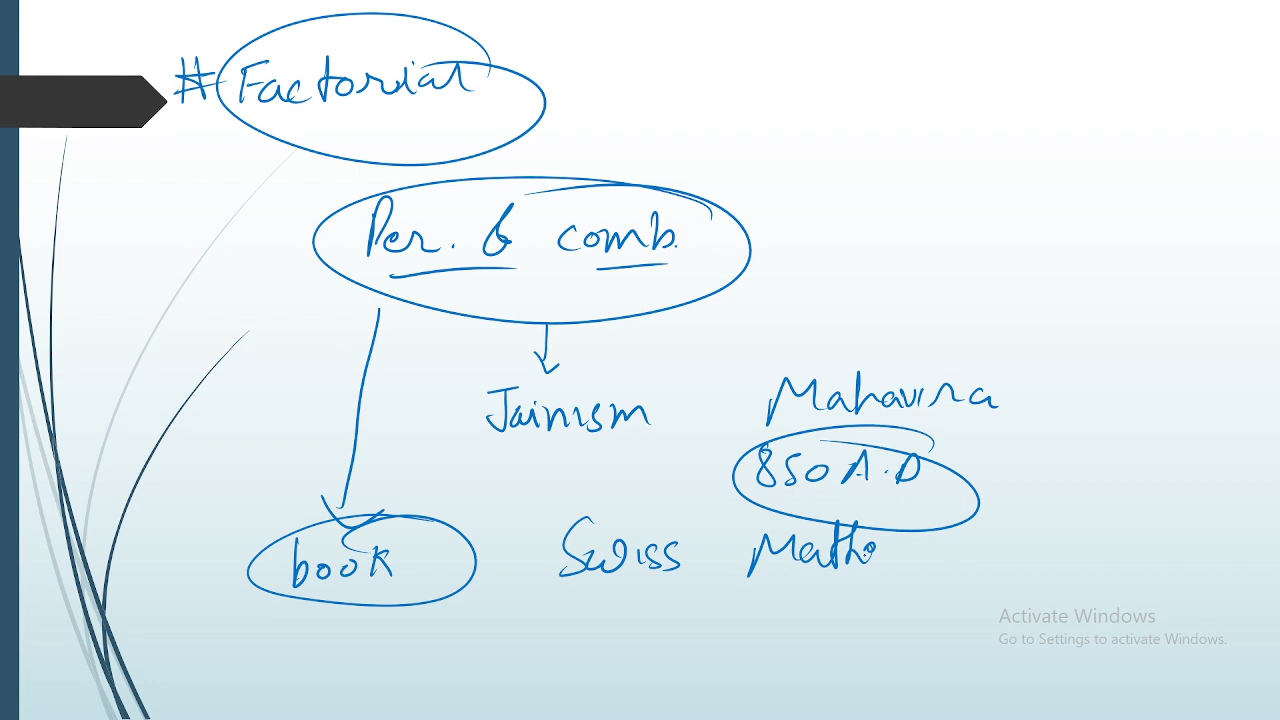 # Factorial
Per. & comb.
Jainism Mahavira
850 A.D
book Swiss Math
Activate Windows
Go to Settings to activate Windows.